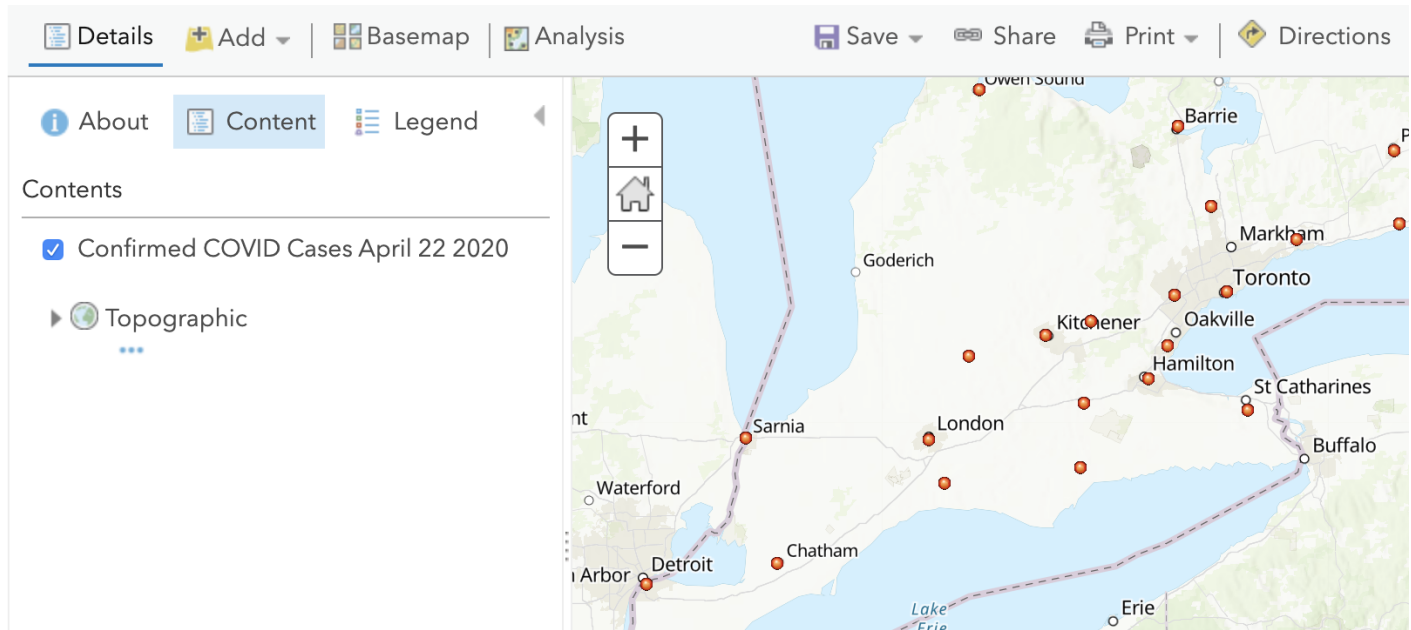 Details Add Basemap Analysis Save Share Print Directions
About Content Legend
Contents
Confirmed COVID Cases April 22 2020
Topographic
Owen Sound
Barrie
P
Markham
Goderich
Toronto
Kitchener
Oakville
Hamilton
St Catharines
nt
Sarnia
London
Buffalo
Waterford
Chatham
Detroit
Arbor
Erie
Lake
Erie